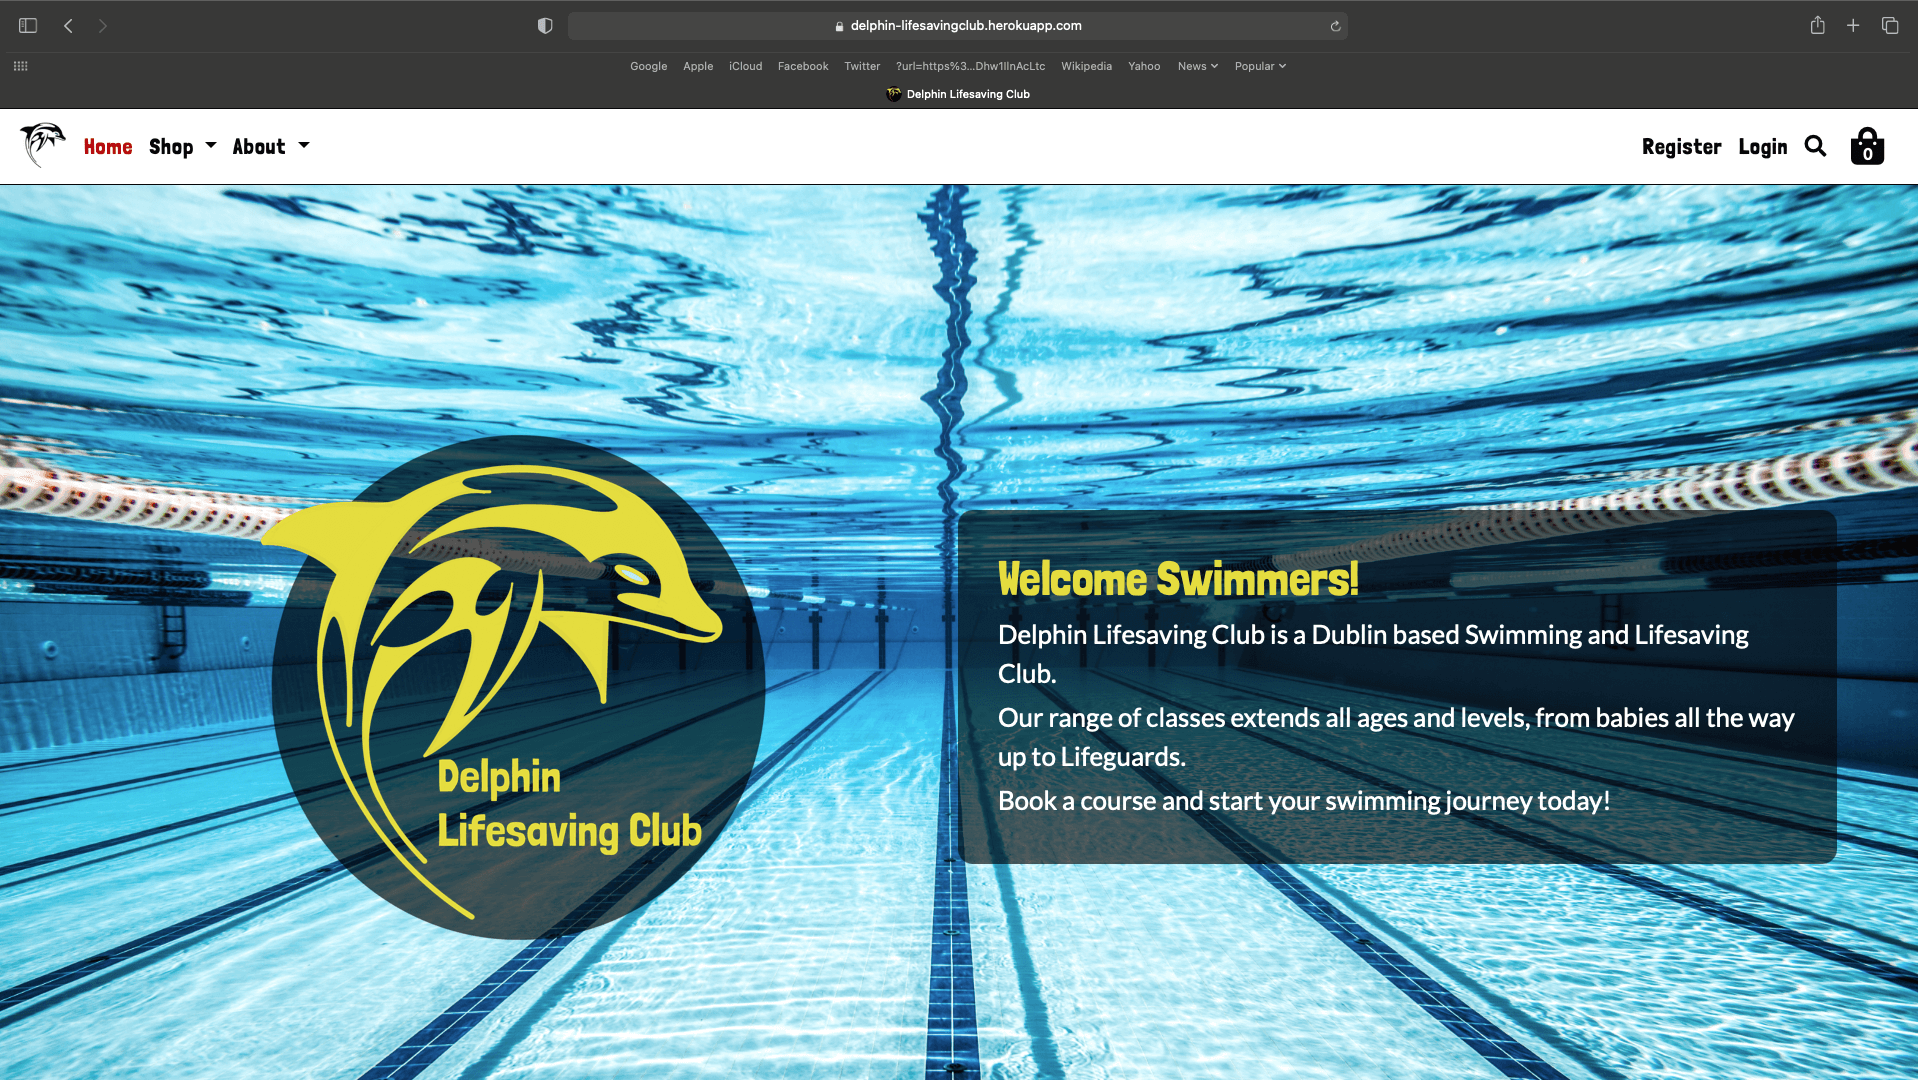 delphin-lifesavingclub.herokuapp.com
Google Apple iCloud Facebook Twitter ?url=https%3...Dhw1IlnAcLtc Wikipedia Yahoo News Popular
Delphin Lifesaving Club
Home Shop About Register Login 0
Welcome Swimmers!
Delphin Lifesaving Club is a Dublin based Swimming and Lifesaving
Club.
Our range of classes extends all ages and levels, from babies all the way
up to Lifeguards.
Book a course and start your swimming journey today!
Delphin
Lifesaving Club